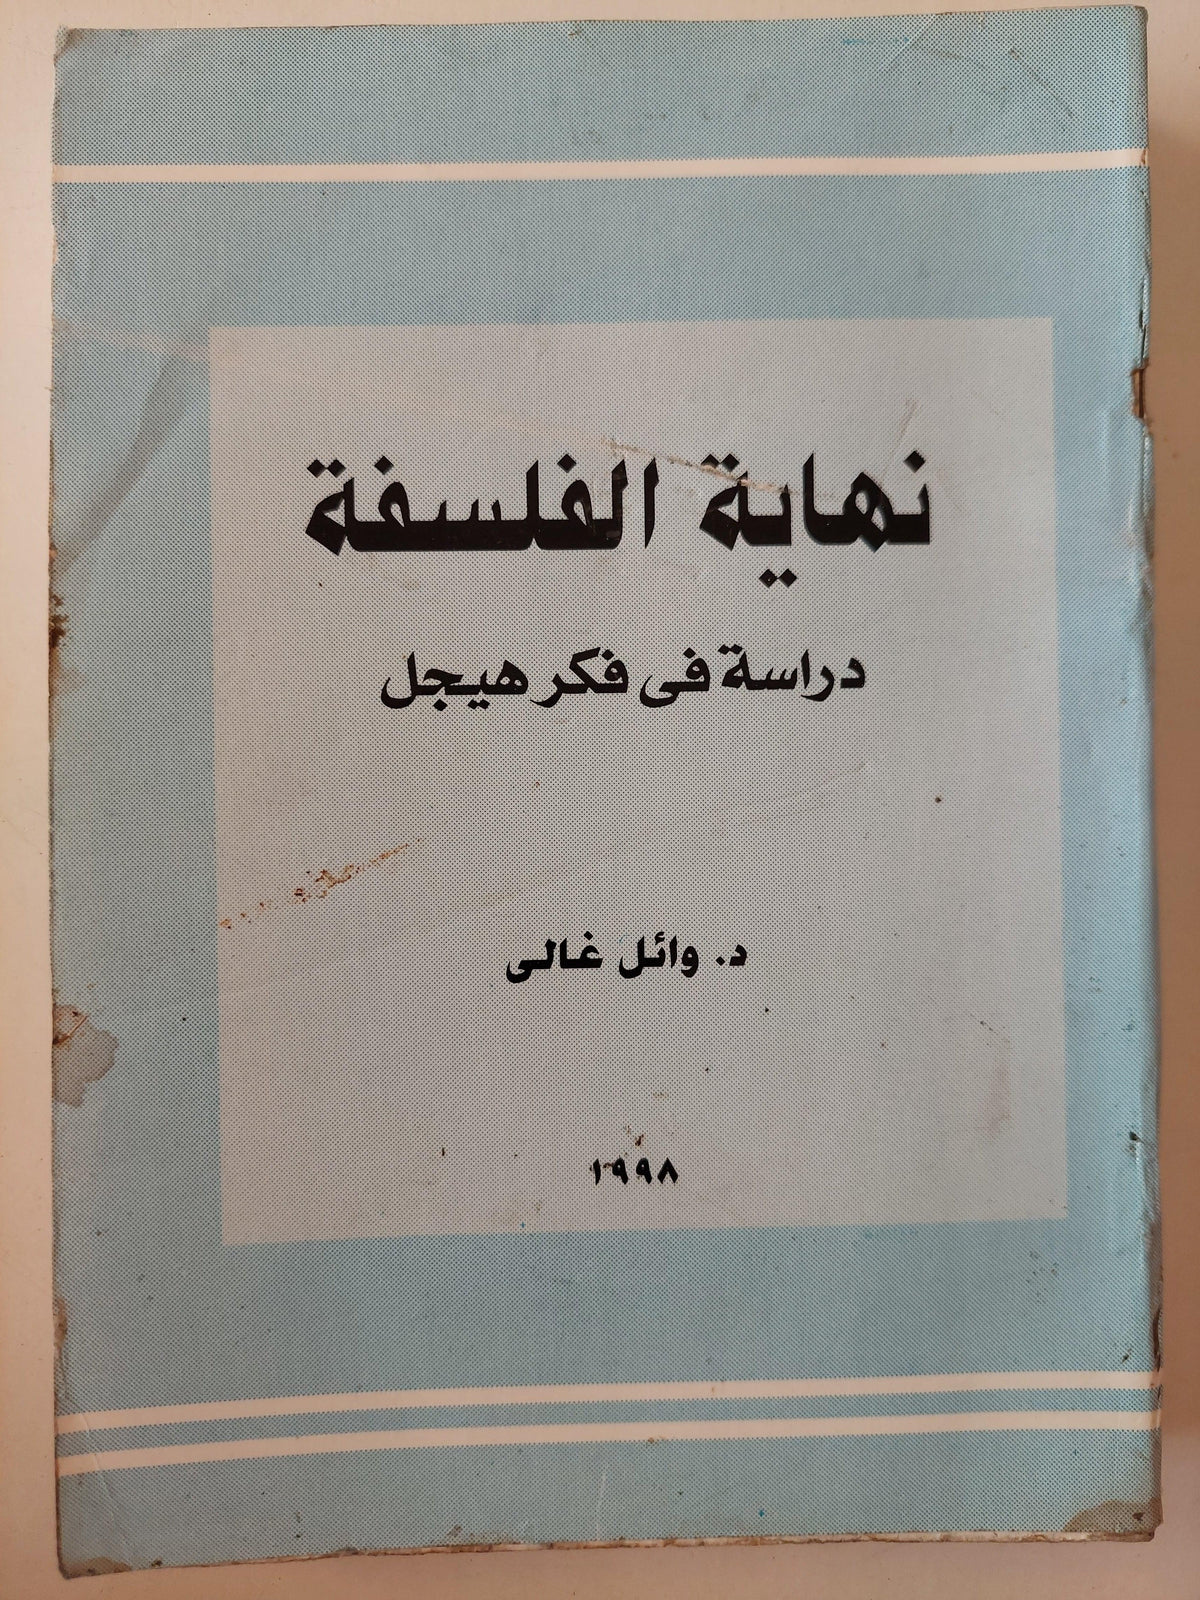 نهاية الفلسفة
دراسة فى فكر هيجل
د. وائل غالى
١٩٩٨